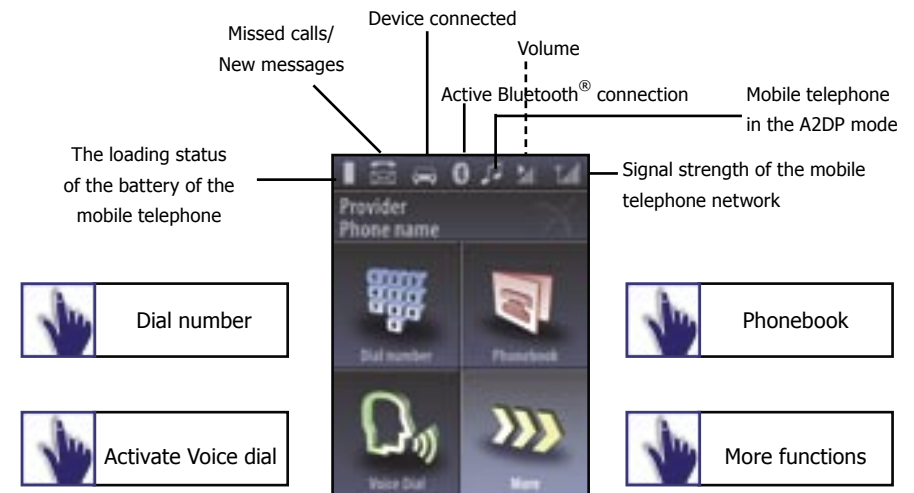 Device connected
Missed calls/
New messages
Volume
Active Bluetooth® connection
Mobile telephone
in the A2DP mode
The loading status
of the battery of the
mobile telephone
Signal strength of the mobile
telephone network
Provider
Phone name
Dial number
Phonebook
Dial number
Phonebook
Activate Voice dial
More functions
Voice Dial
More